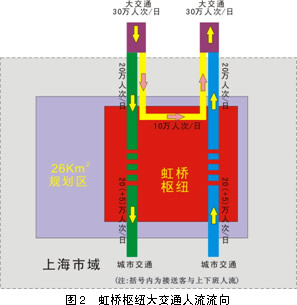 大交通
30万人次/日
大交通
30万人次/日
20万人次/日
20万人次/日
10万人次/日
26Km²
规划区
虹桥
枢纽
20(+5)万人次/日
20(+5)万人次/日
上海市域
城市交通
城市交通
(注:括号内为接送客与上下班人流)
图2 虹桥枢纽大交通人流流向